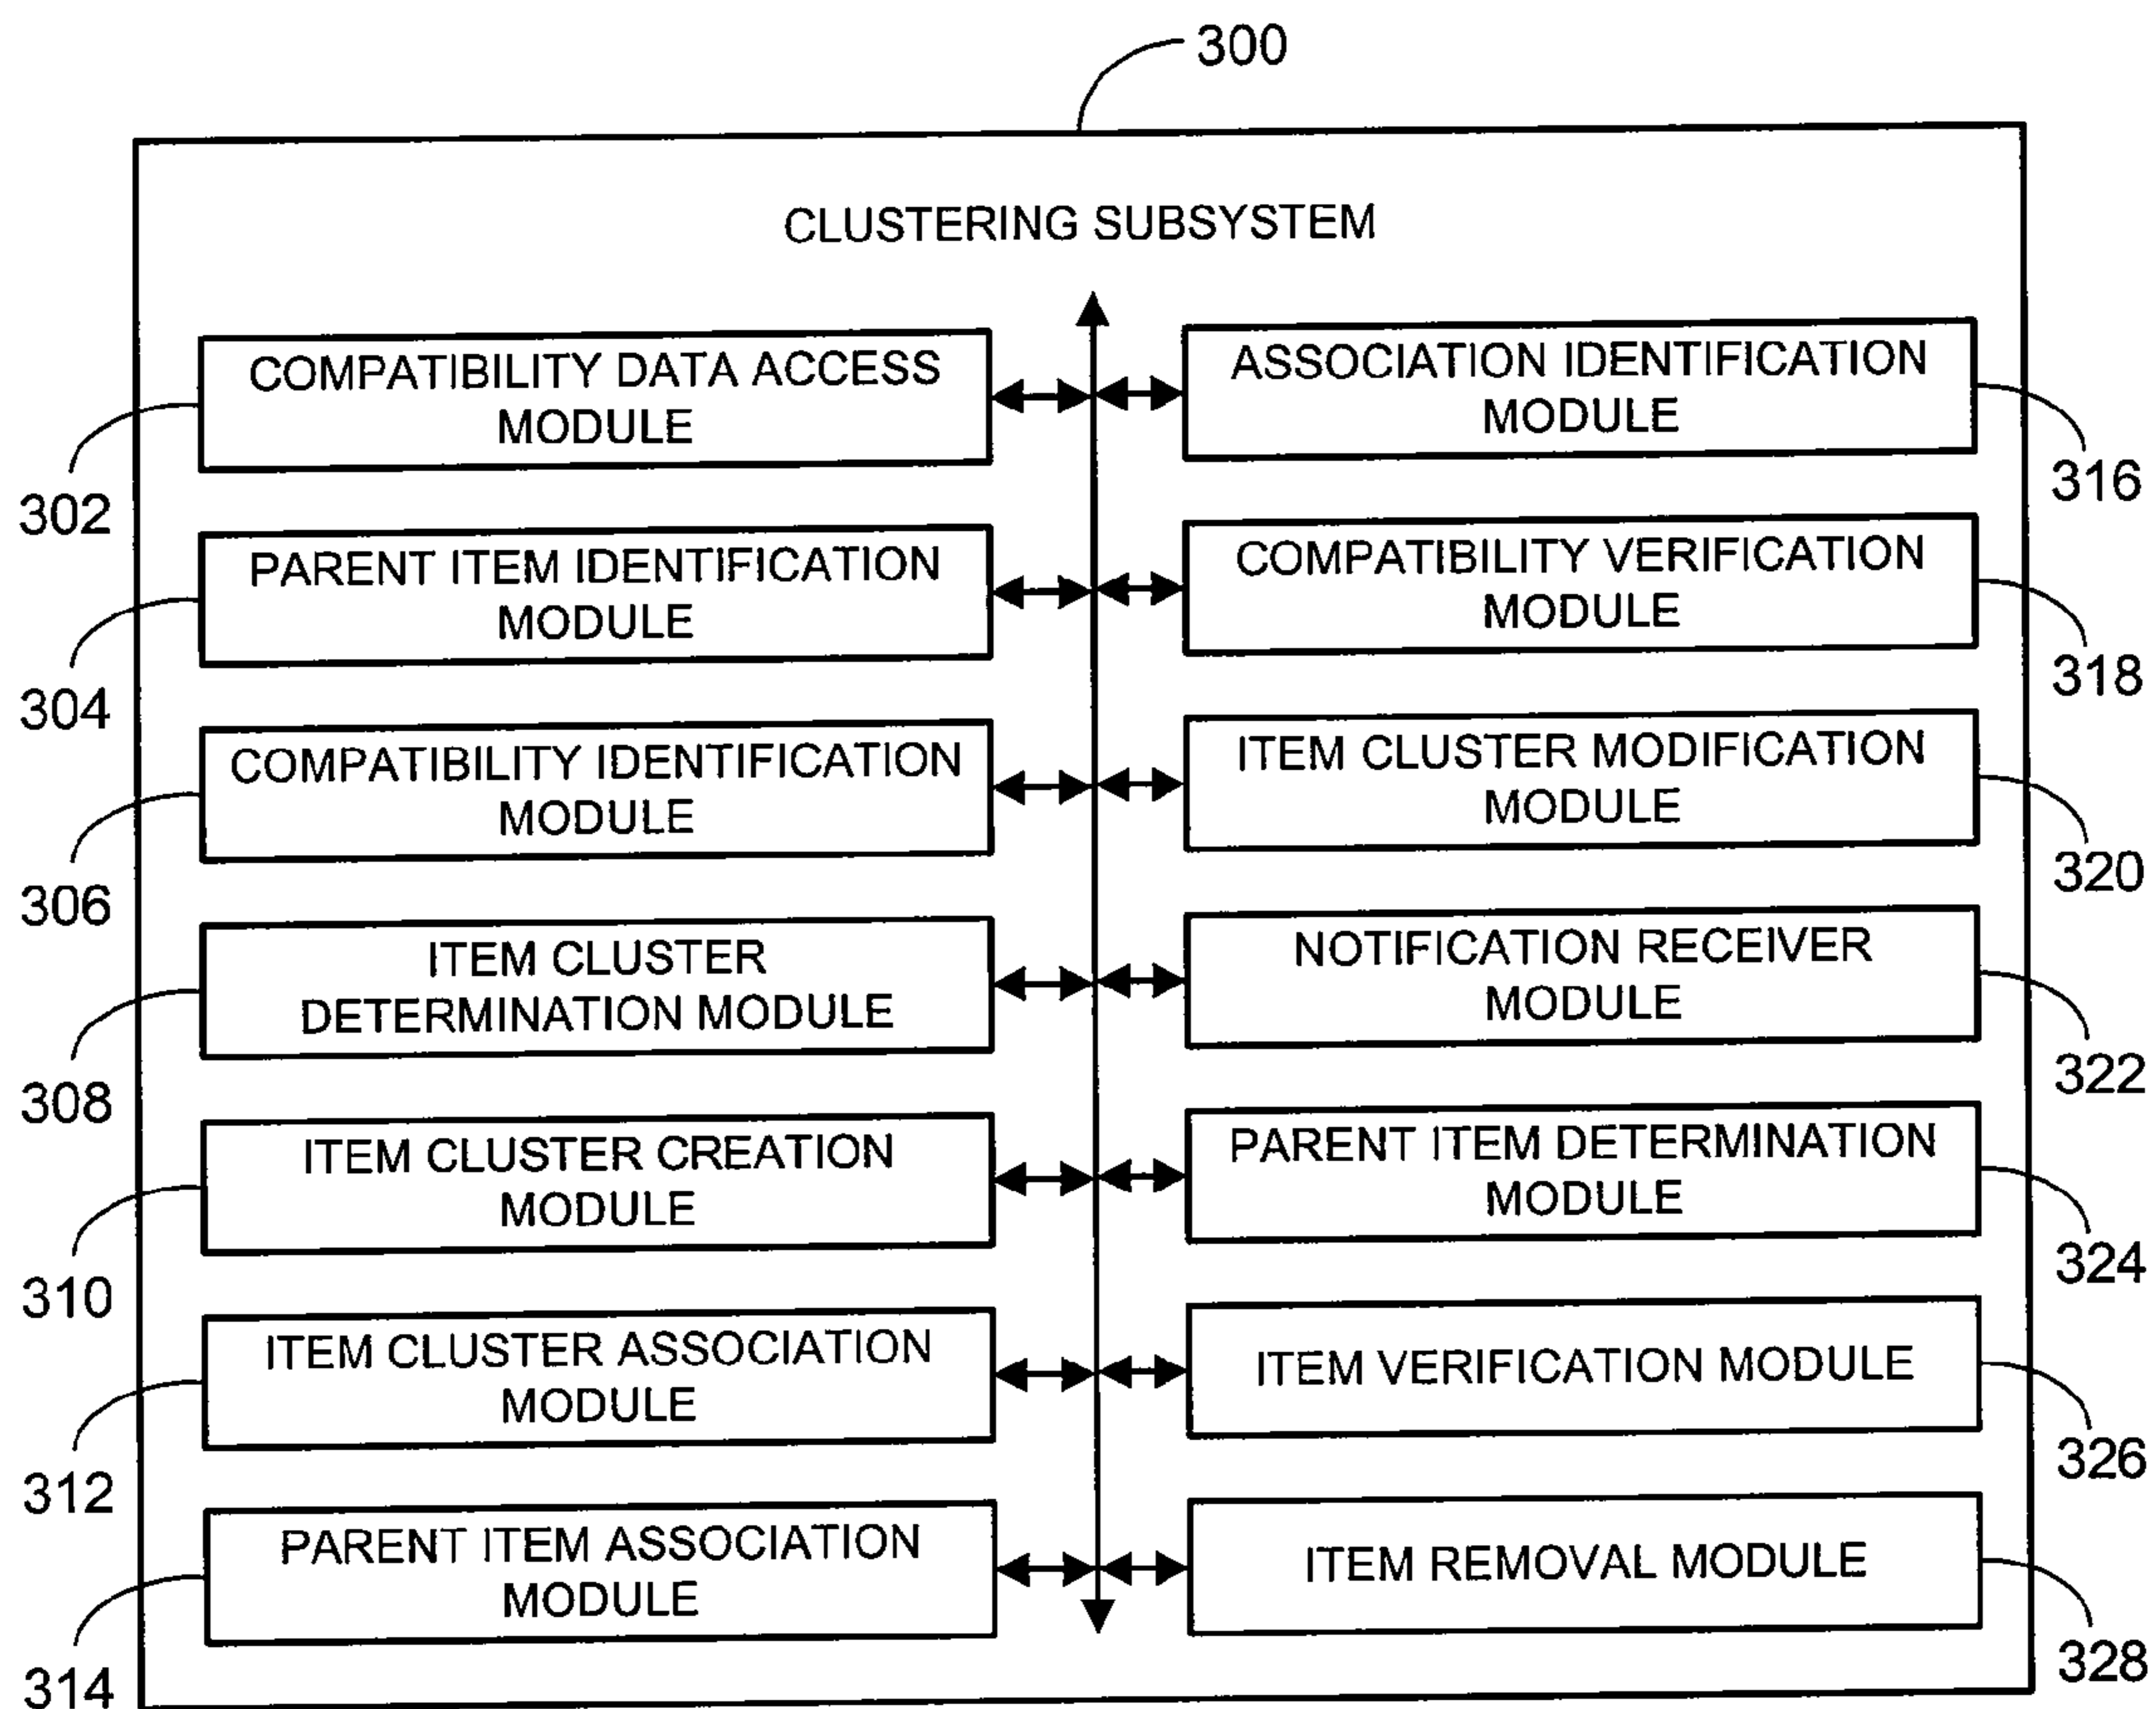 300
CLUSTERING SUBSYSTEM
COMPATIBILITY DATA ACCESS
MODULE
302
PARENT ITEM IDENTIFICATION
MODULE
304
COMPATIBILITY IDENTIFICATION
MODULE
306
ITEM CLUSTER
DETERMINATION MODULE
308
ITEM CLUSTER CREATION
MODULE
310
ITEM CLUSTER ASSOCIATION
MODULE
312
PARENT ITEM ASSOCIATION
MODULE
314
ASSOCIATION IDENTIFICATION
MODULE
316
COMPATIBILITY VERIFICATION
MODULE
318
ITEM CLUSTER MODIFICATION
MODULE
320
NOTIFICATION RECEIVER
MODULE
322
PARENT ITEM DETERMINATION
MODULE
324
ITEM VERIFICATION MODULE
326
ITEM REMOVAL MODULE
328